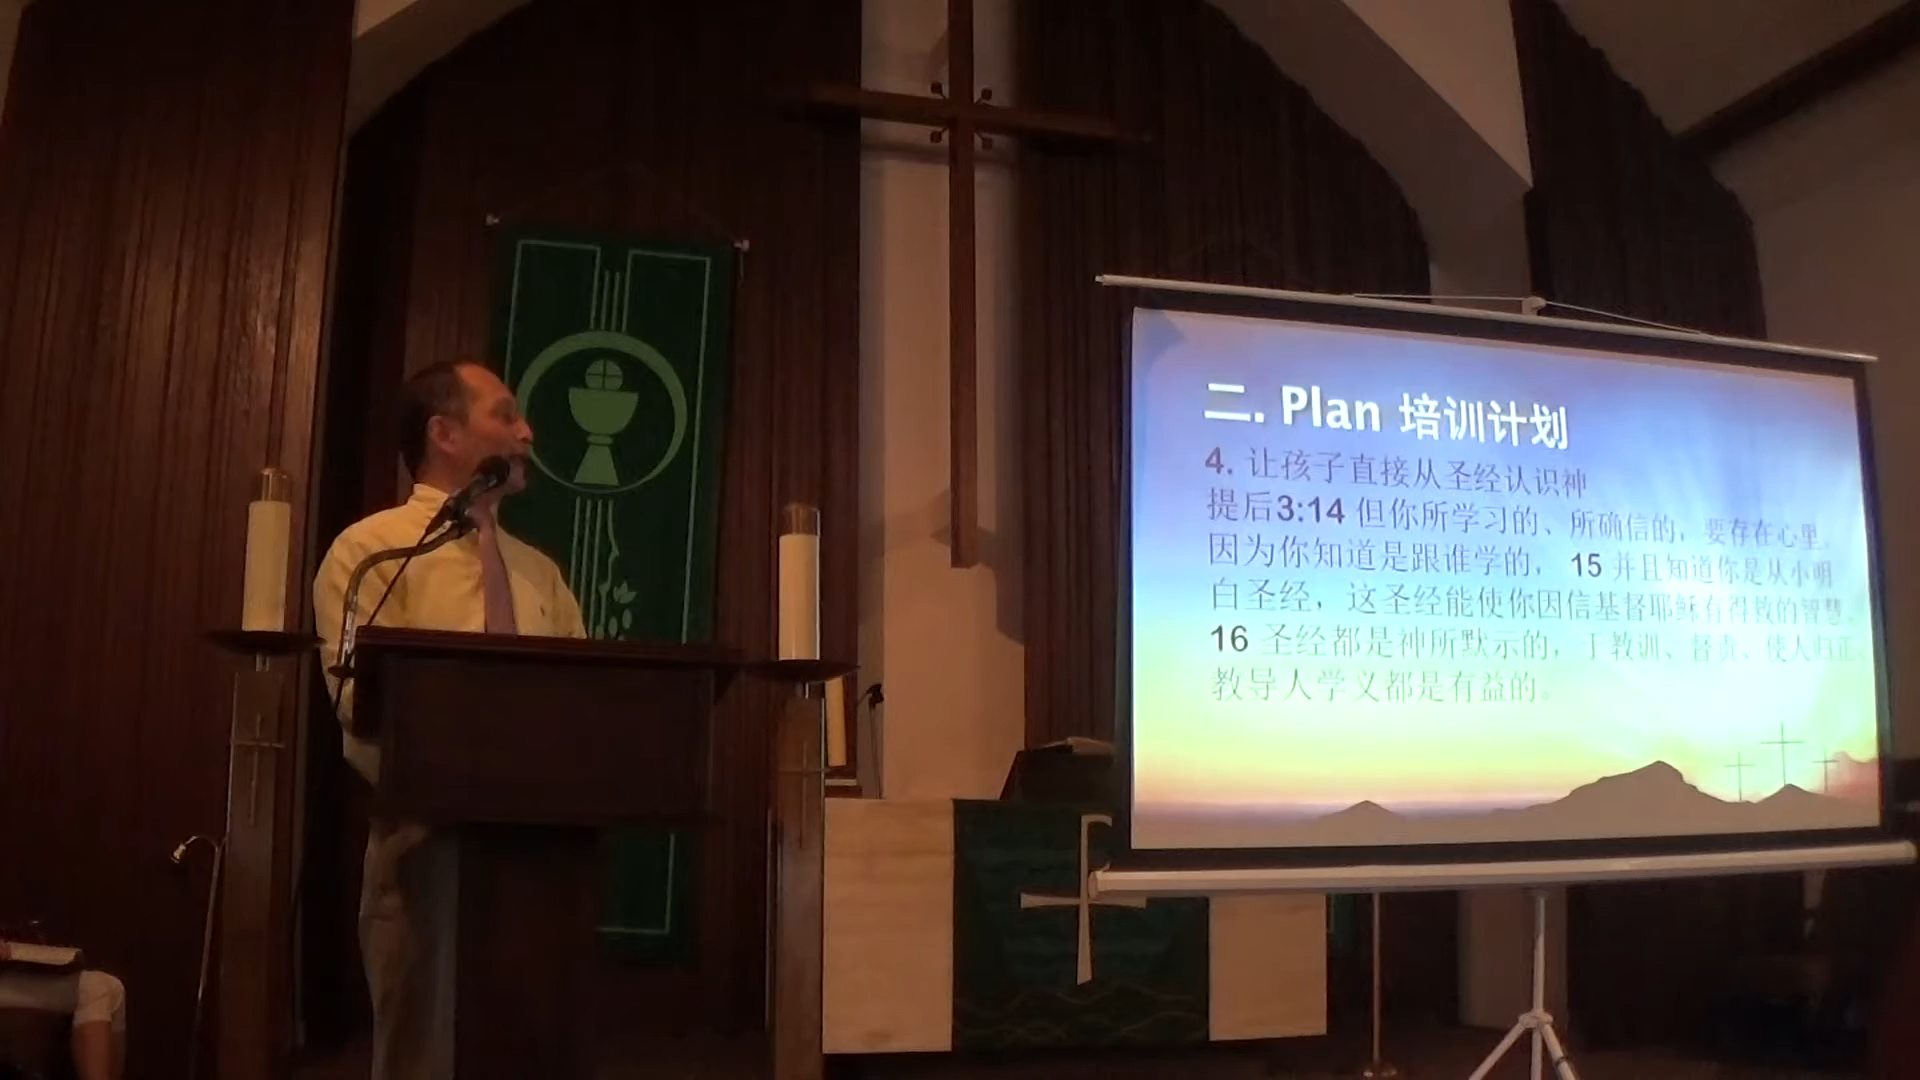 二. Plan 培训计划
4. 让孩子直接从圣经认识神
提后3:14 但你所学习的、所确信的，要存在心里，
因为你知道是跟谁学的， 15 并且知道你是从小明
白圣经，这圣经能使你因信基督耶稣有得救的智慧。
16 圣经都是神所默示的，于教训、督责、使人归正、
教导人学义都是有益的。